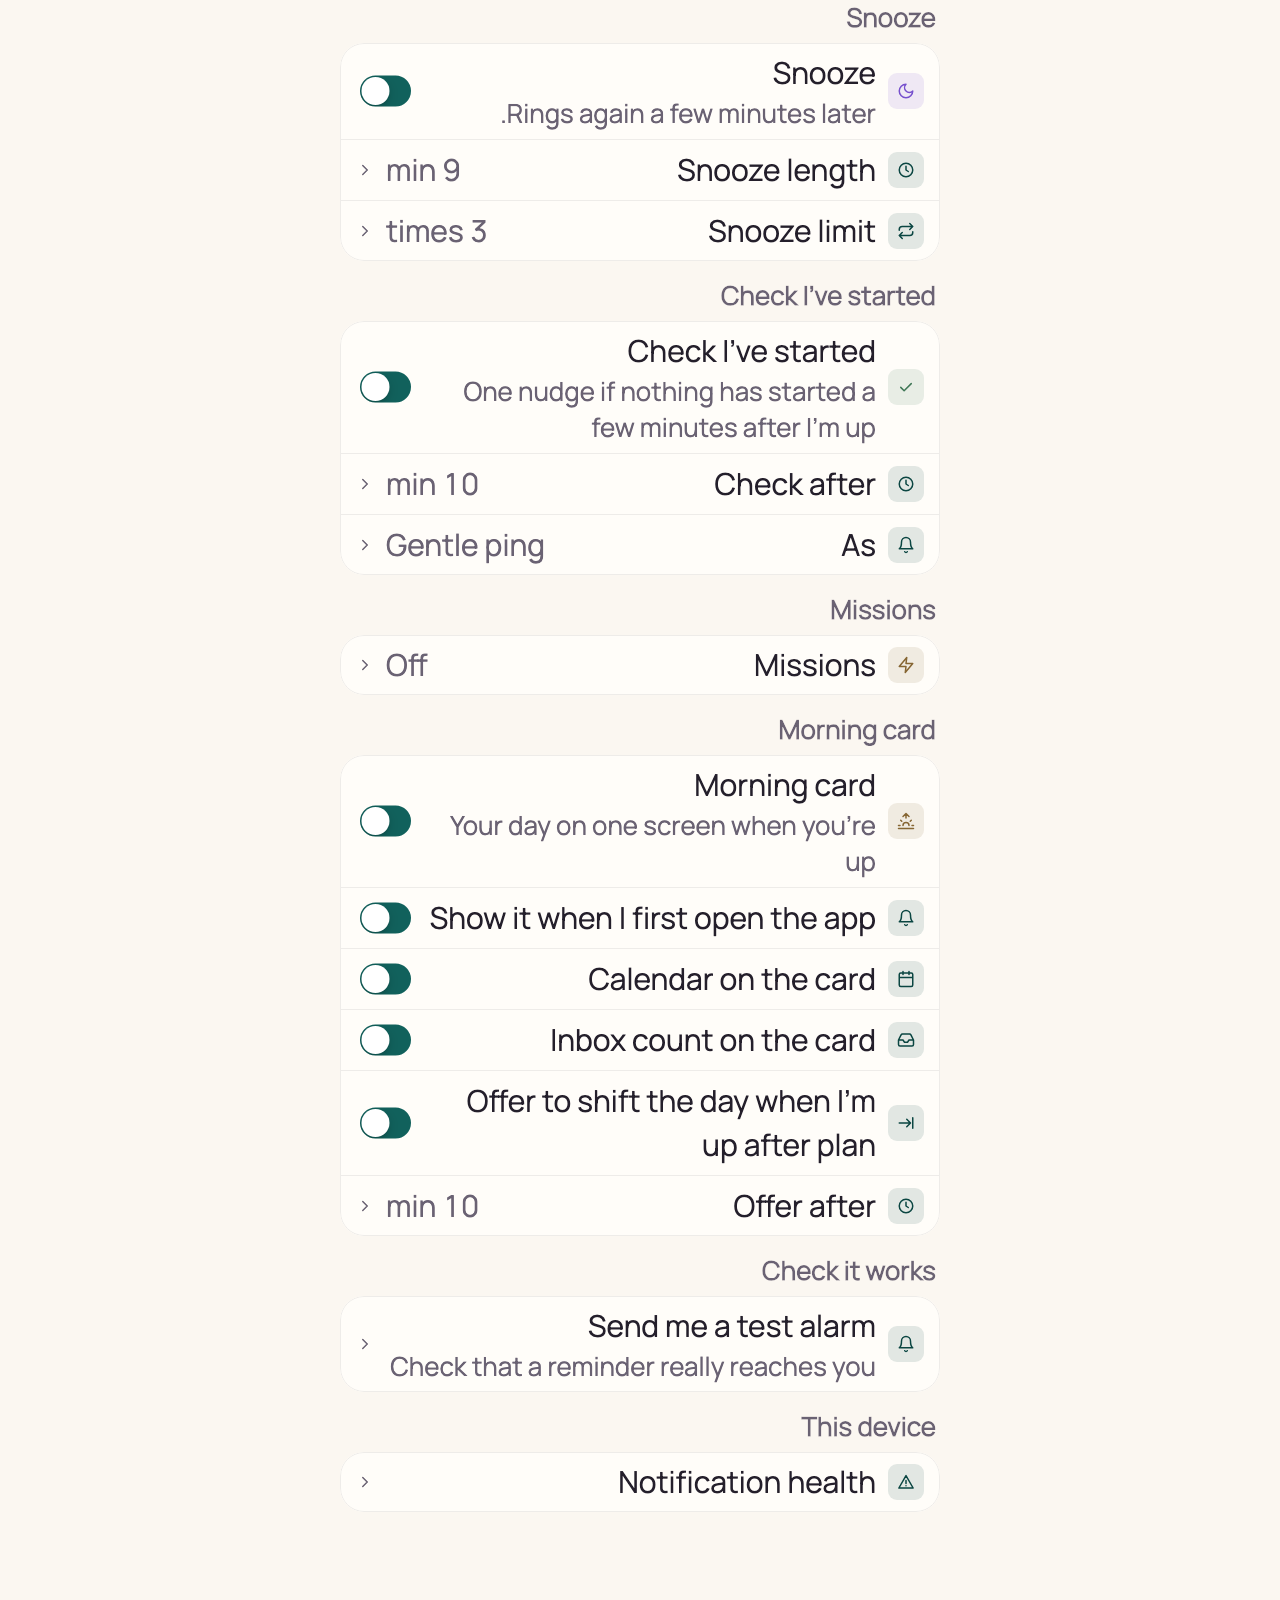 Snooze
Snooze
.Rings again a few minutes later
Snooze length
min 9
Snooze limit
times 3
Check I've started
Check I've started
One nudge if nothing has started a
few minutes after I'm up
Check after
min 10
As
Gentle ping
Missions
Missions
Off
Morning card
Morning card
Your day on one screen when you're
up
Show it when I first open the app
Calendar on the card
Inbox count on the card
Offer to shift the day when I'm
up after plan
Offer after
min 10
Check it works
Send me a test alarm
Check that a reminder really reaches you
This device
Notification health